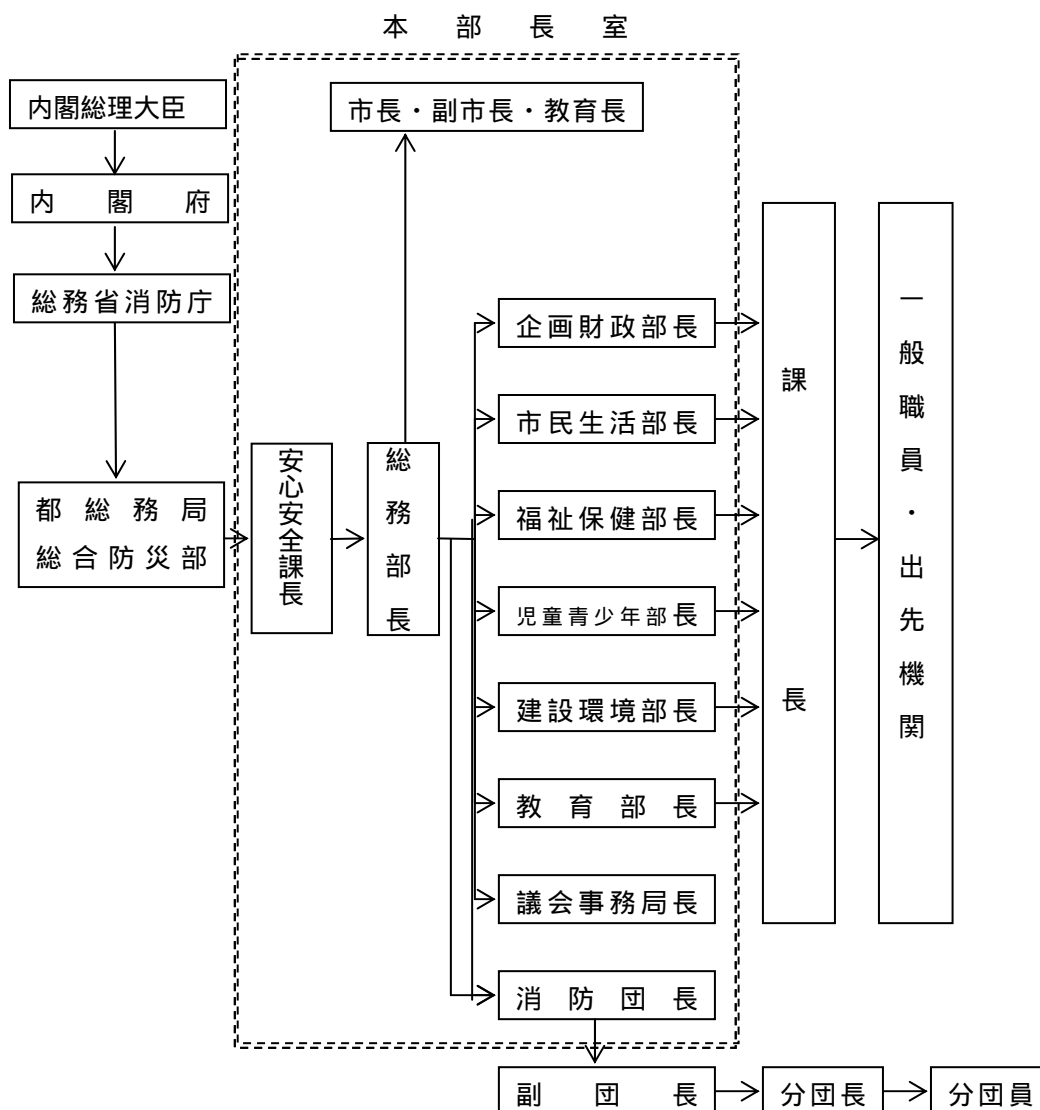 本部長室
内閣総理大臣
市長・副市長・教育長
内閣府
総務省消防庁
企画財政部長
市民生活部長
都総務局
総合防災部
安心安全課長
総務部長
福祉保健部長
児童青少年部長
建設環境部長
教育部長
議会事務局長
消防団長
課長
一般職員・出先機関
副団長
分団長
分団員